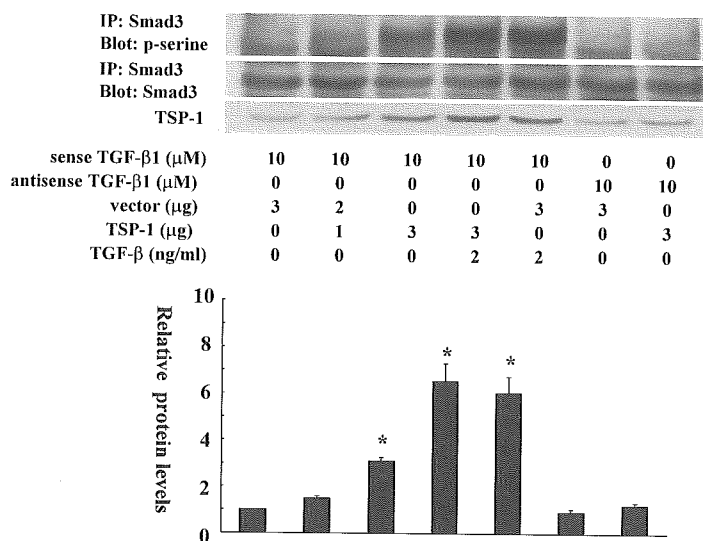 IP: Smad3
Blot: p-serine
IP: Smad3
Blot: Smad3
TSP-1
sense TGF-β1 (μM) 10 10 10 10 10 0 0
antisense TGF-β1 (μM) 0 0 0 0 0 10 10
vector (μg) 3 2 0 0 3 3 0
TSP-1 (μg) 0 1 3 3 0 0 3
TGF-β (ng/ml) 0 0 0 2 2 0 0
Relative protein levels
10
8
6
4
2
0
* * *